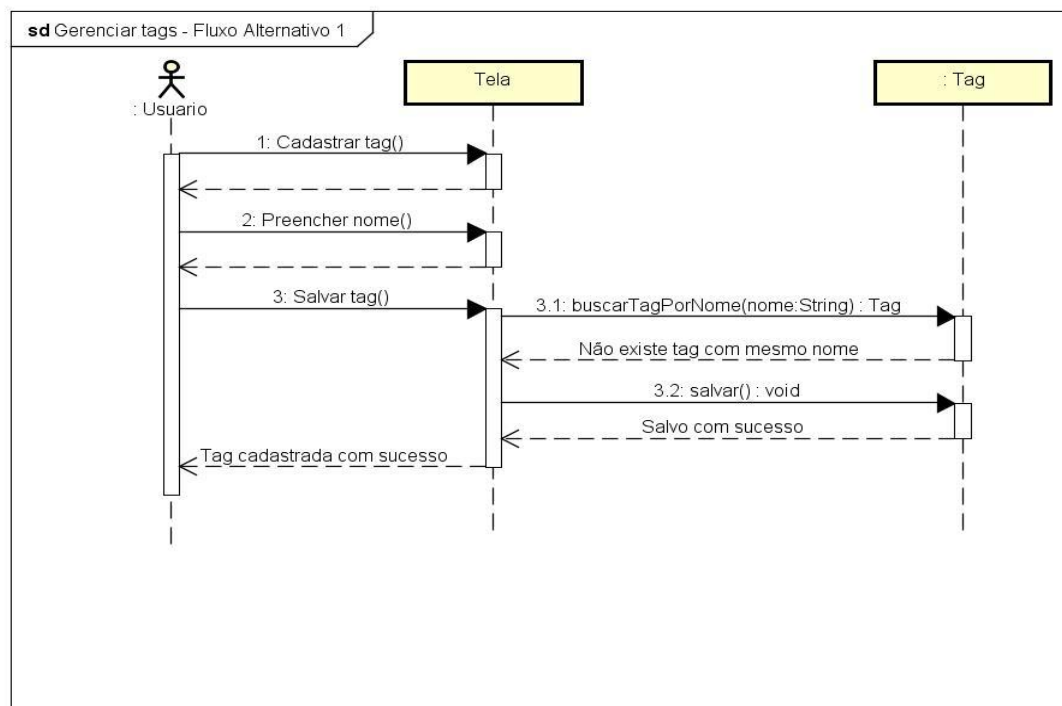 sd Gerenciar tags - Fluxo Alternativo 1
: Usuario
Tela
: Tag
1: Cadastrar tag()
2: Preencher nome()
3: Salvar tag()
3.1: buscarTagPorNome(nome:String) : Tag
Não existe tag com mesmo nome
3.2: salvar() : void
Salvo com sucesso
Tag cadastrada com sucesso